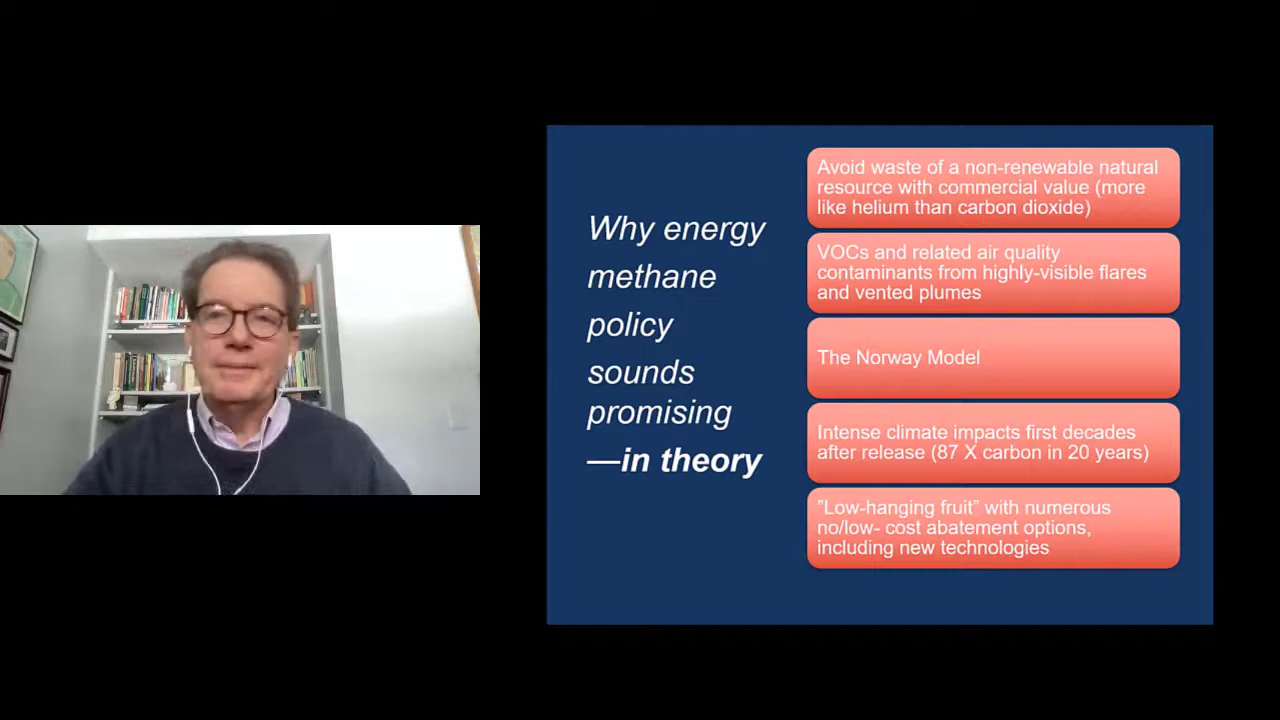 Why energy
methane
policy
sounds
promising
—in theory
Avoid waste of a non-renewable natural
resource with commercial value (more
like helium than carbon dioxide)
VOCs and related air quality
contaminants from highly-visible flares
and vented plumes
The Norway Model
Intense climate impacts first decades
after release (87 X carbon in 20 years)
"Low-hanging fruit" with numerous
no/low- cost abatement options,
including new technologies